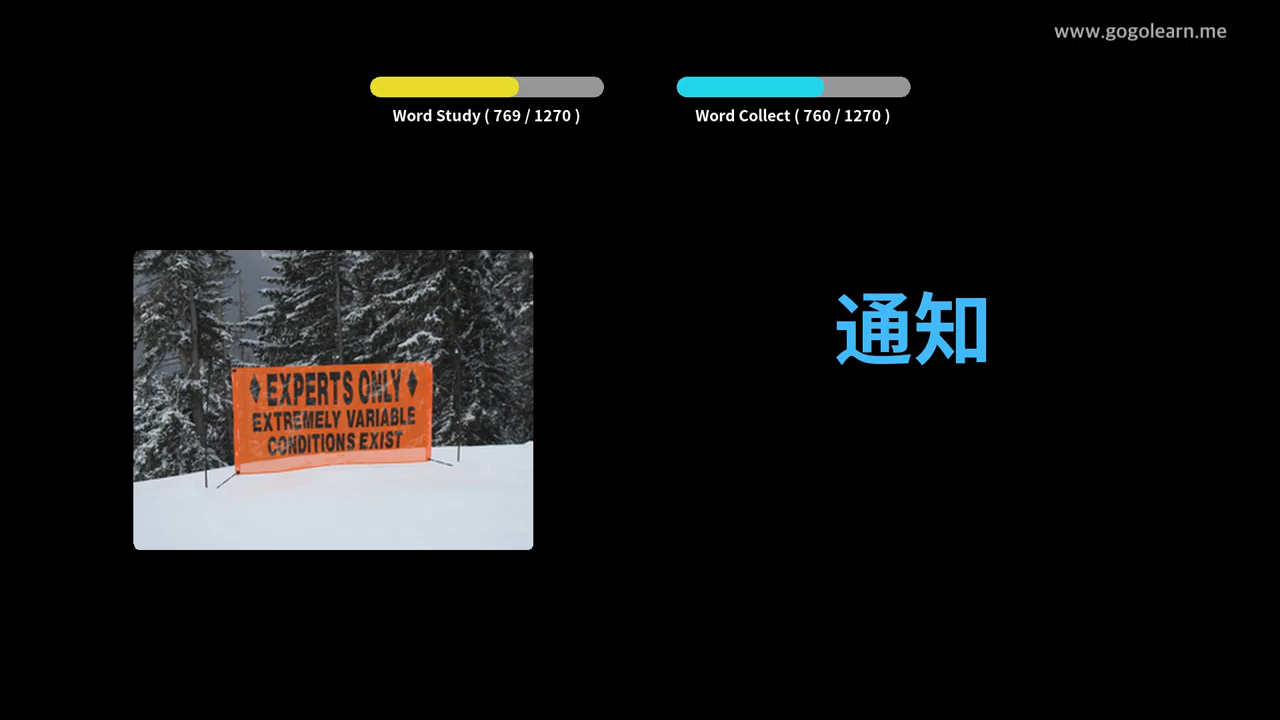 www.gogolearn.me
Word Study ( 769 / 1270 )
Word Collect ( 760 / 1270 )
EXPERTS ONLY
EXTREMELY VARIABLE
CONDITIONS EXIST
通知